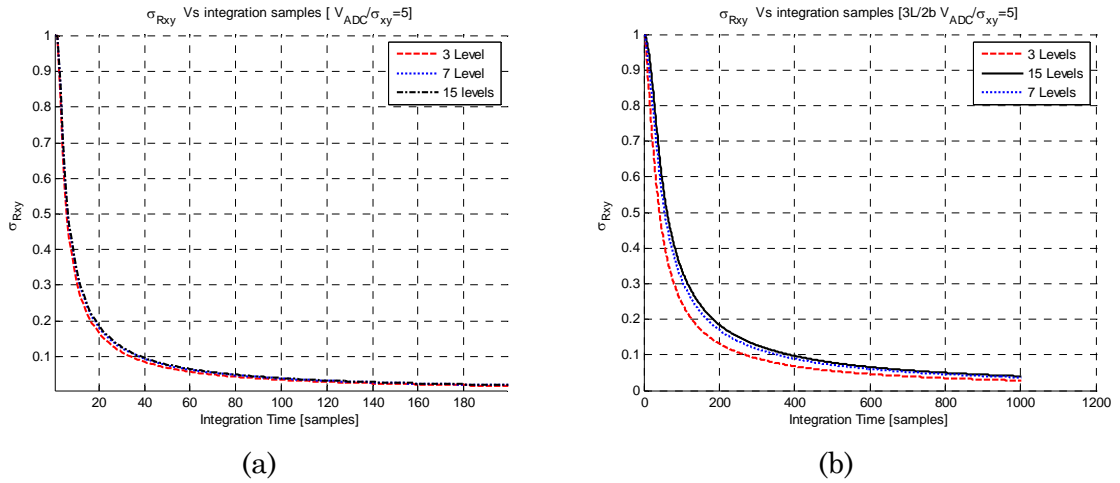 σRxy Vs integration samples [ VADC/σxy=5]
1
0.9
0.8
0.7
0.6
0.5
0.4
0.3
0.2
0.1
σRxy
3 Level
7 Level
15 levels
20 40 60 80 100 120 140 160 180
Integration Time [samples]
(a)
σRxy Vs integration samples [3L/2b VADC/σxy=5]
1
0.9
0.8
0.7
0.6
0.5
0.4
0.3
0.2
0.1
0
σRxy
3 Levels
15 Levels
7 Levels
0 200 400 600 800 1000 1200
Integration Time [samples]
(b)